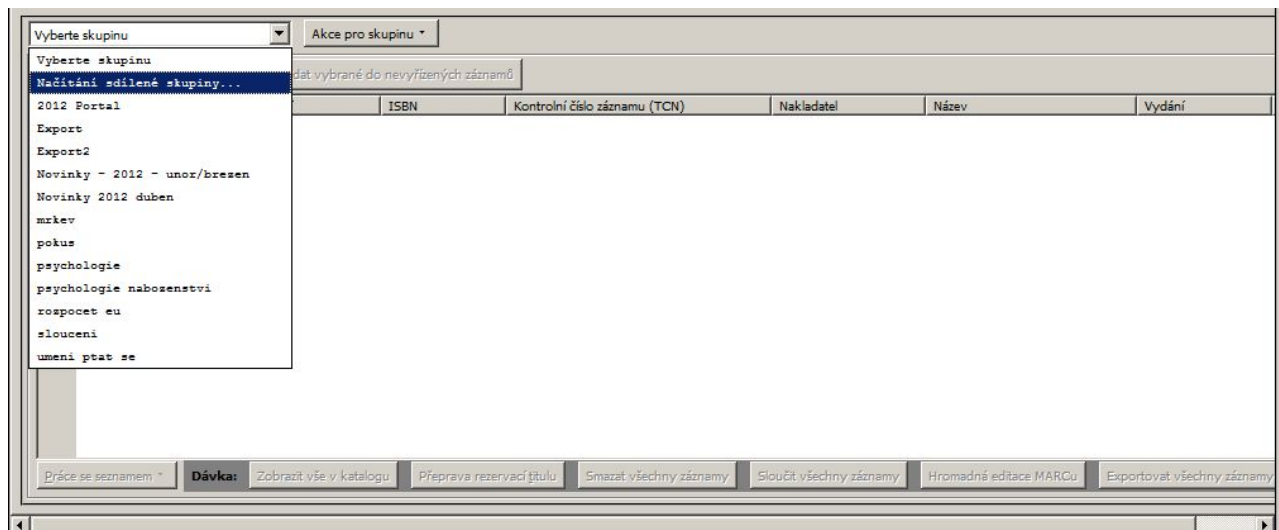 Vyberte skupinu
Akce pro skupinu
Vyberte skupinu
Načítání sdílené skupiny...
2012 Portal
Export
Export2
Novinky - 2012 - unor/brezen
Novinky 2012 duben
mrkev
pokus
psychologie
psychologie nabozenstvi
rozpocet eu
slouceni
umeni ptat se
dat vybrané do nevyřízených záznamů
ISBN
Kontrolní číslo záznamu (TCN)
Nakladatel
Název
Vydání
Práce se seznamem
Dávka:
Zobrazit vše v katalogu
Přeprava rezervací titulu
Smazat všechny záznamy
Sloučit všechny záznamy
Hromadná editace MARCu
Exportovat všechny záznamy